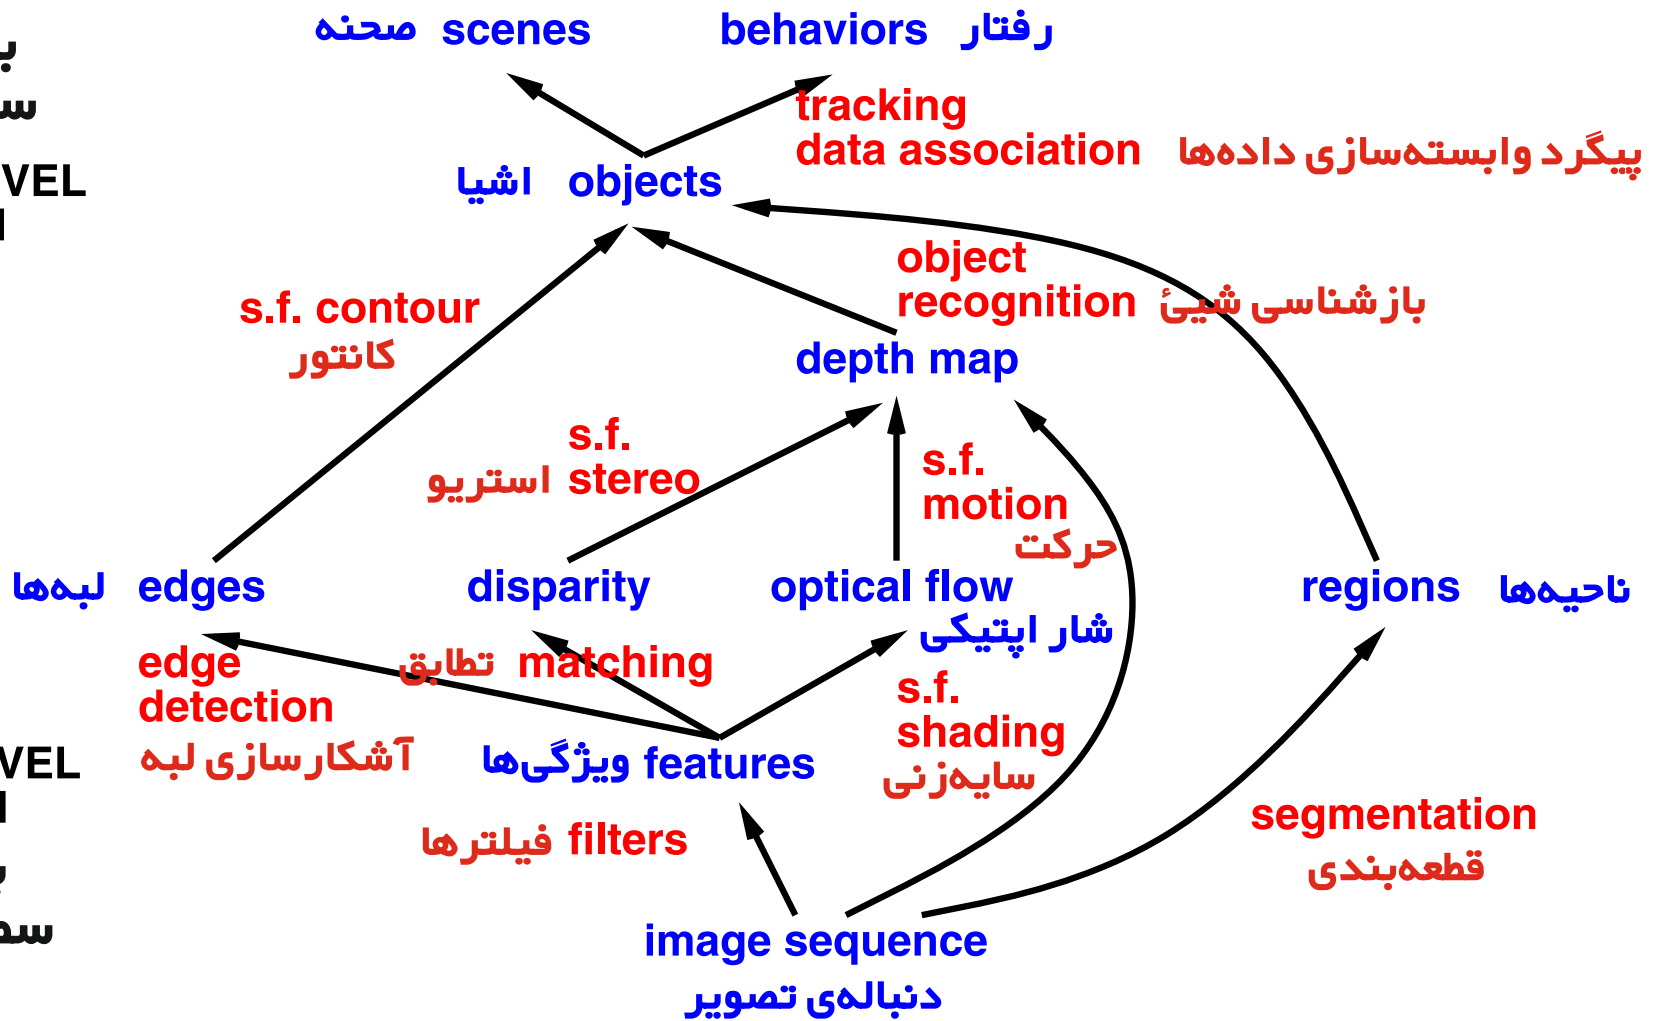 صحنه scenes
behaviors رفتار
tracking
data association پیگرد وابسته‌سازی داده‌ها
VEL
اشیا objects
object
recognition بازشناسی شیئ
s.f. contour
کانتور
depth map
s.f.
استریو stereo
s.f.
motion
حرکت
لبه‌ها edges
disparity
optical flow
شار اپتیکی
regions ناحیه‌ها
edge
detection
آشکارسازی لبه
تطابق matching
s.f.
shading
سایه‌زنی
VEL
ویژگی‌ها features
فیلترها filters
segmentation
قطعه‌بندی
image sequence
دنباله‌ی تصویر